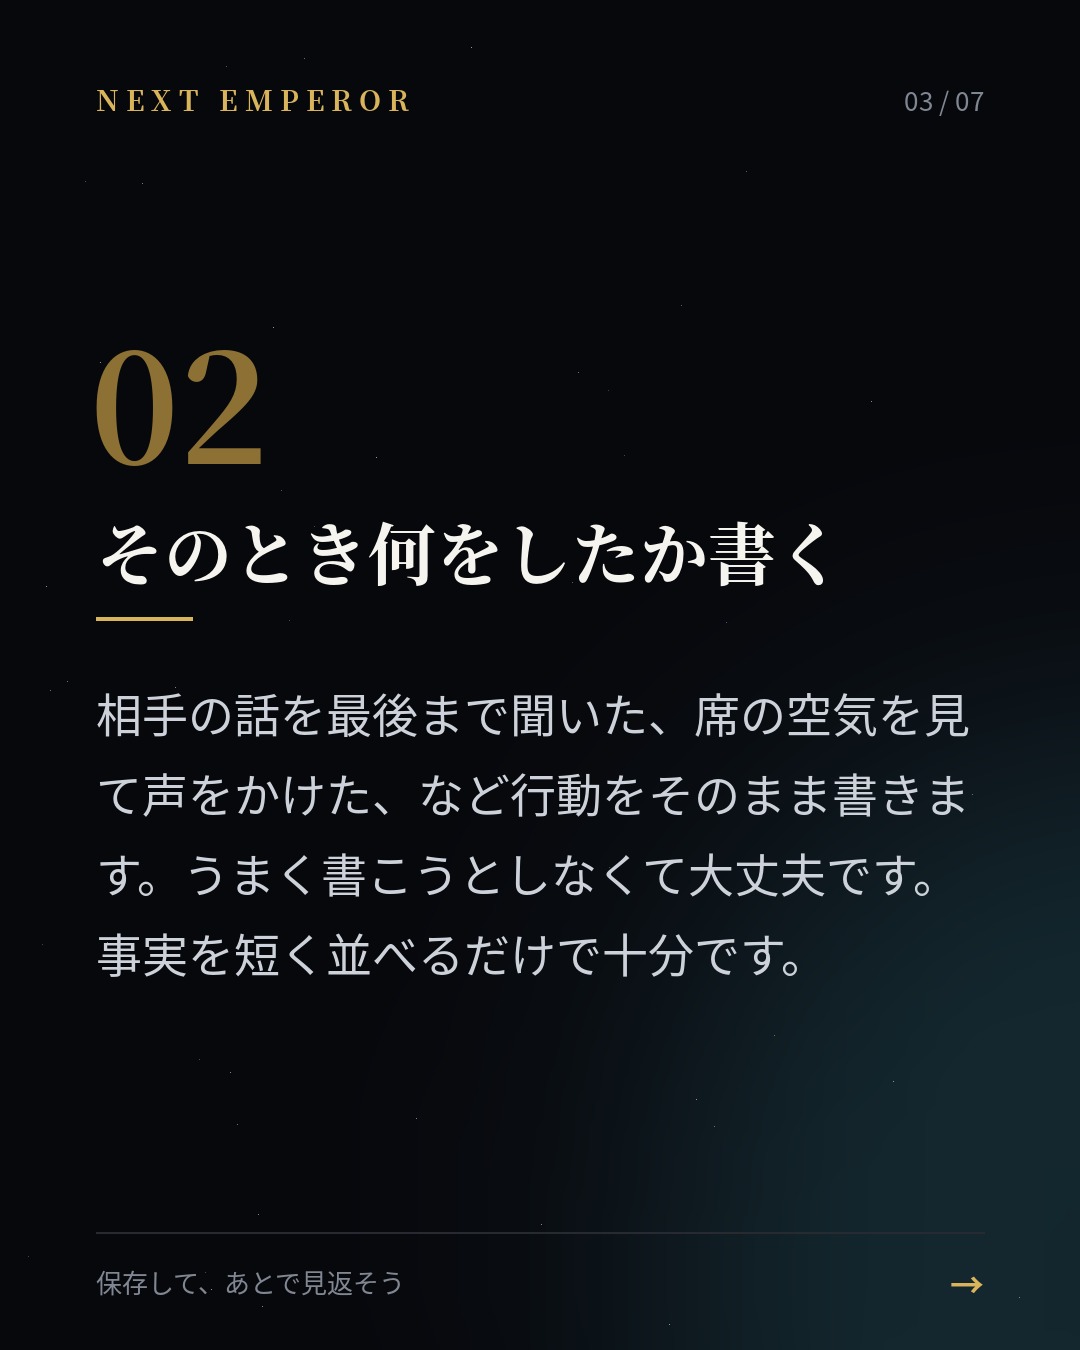 NEXT EMPEROR
03 / 07
02
そのとき何をしたか書く
相手の話を最後まで聞いた、席の空気を見
て声をかけた、など行動をそのまま書きま
す。うまく書こうとしなくて大丈夫です。
事実を短く並べるだけで十分です。
保存して、あとで見返そう
→